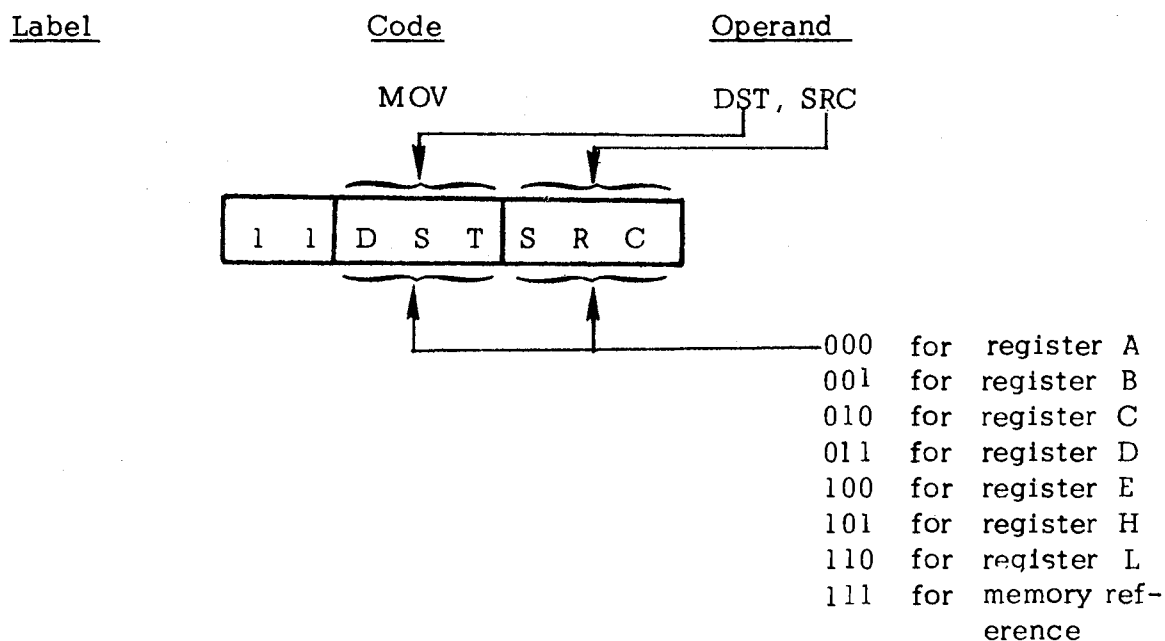 Label Code Operand
MOV DST, SRC
1 1 D S T S R C
000 for register A
001 for register B
010 for register C
011 for register D
100 for register E
101 for register H
110 for register L
111 for memory ref-
erence